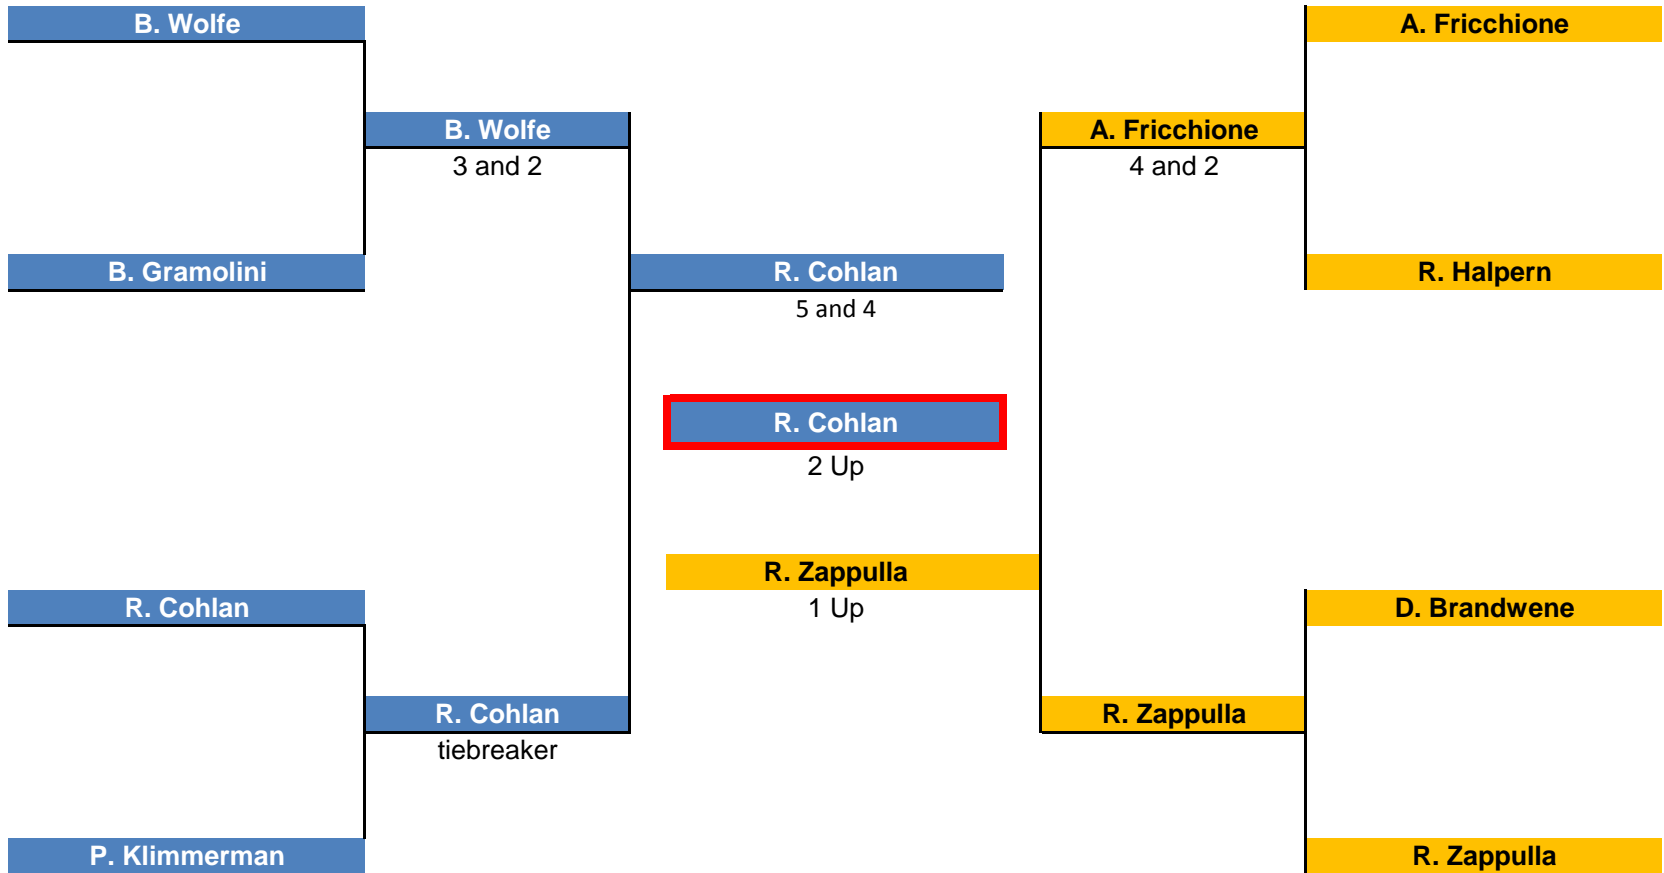 B. Wolfe
A. Fricchione
B. Wolfe
A. Fricchione
3 and 2
4 and 2
B. Gramolini
R. Cohlan
R. Halpern
5 and 4
R. Cohlan
2 Up
R. Zappulla
R. Cohlan
1 Up
D. Brandwene
R. Cohlan
R. Zappulla
tiebreaker
P. Klimmerman
R. Zappulla